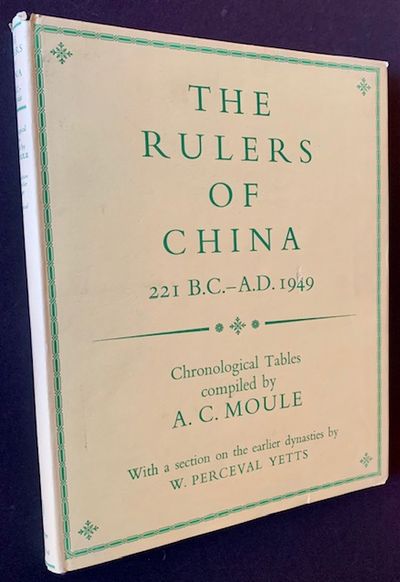 THE
RULERS
OF
CHINA
221 B.C.–A.D. 1949
Chronological Tables
compiled by
A. C. MOULE
With a section on the earlier dynasties by
W. PERCEVAL YETTS